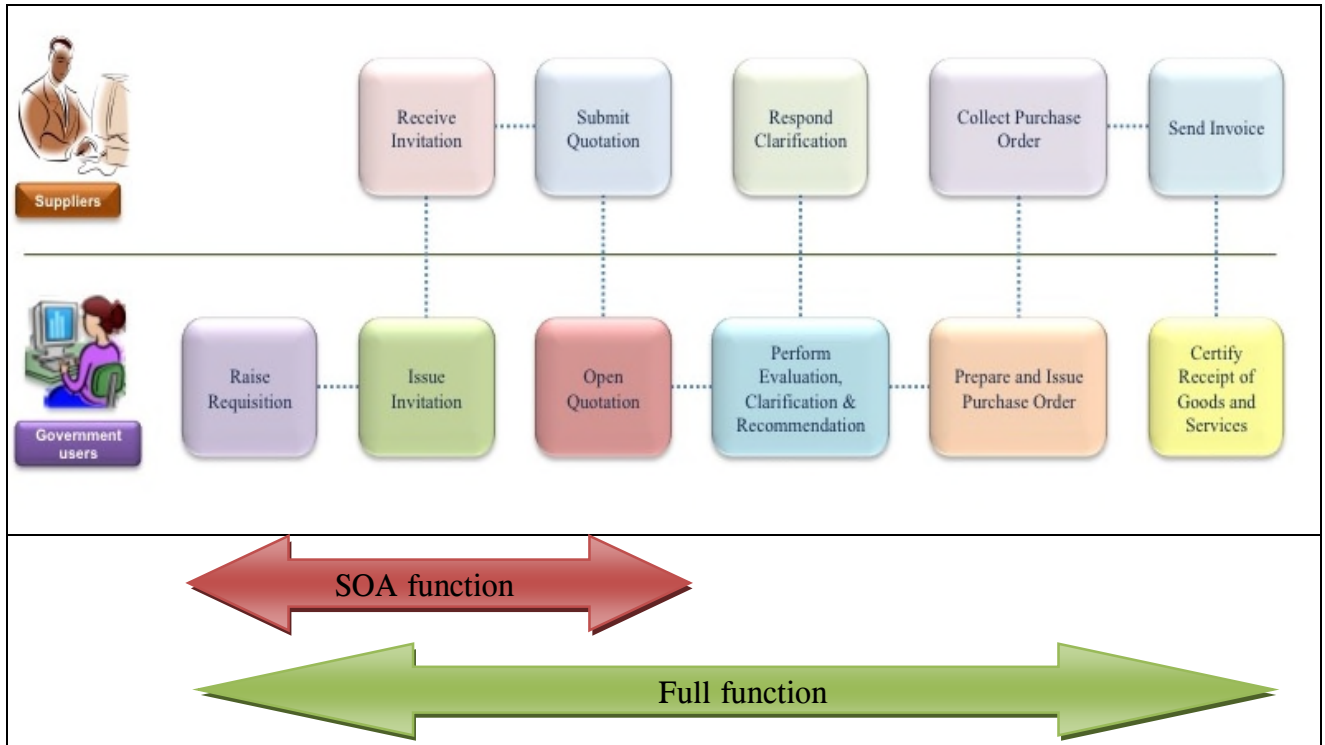 Receive
Invitation
Submit
Quotation
Respond
Clarification
Collect Purchase
Order
Send Invoice
Suppliers
Raise
Requisition
Issue
Invitation
Open
Quotation
Perform
Evaluation,
Clarification &
Recommendation
Prepare and Issue
Purchase Order
Certify
Receipt of
Goods and
Services
Government
users
SOA function
Full function